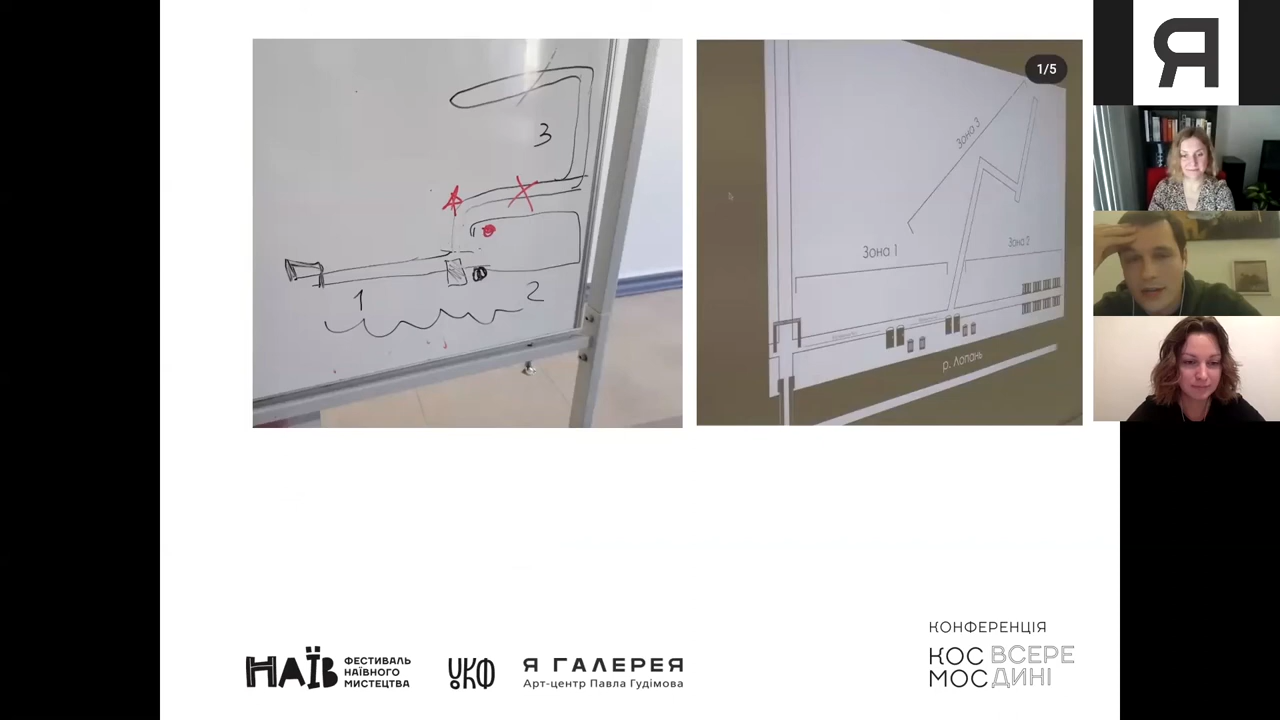 3
1
2
1/5
Зона 3
Зона 1
Зона 2
р. Лопань
Я
НАЇВ
ФЕСТИВАЛЬ
НАЇВНОГО
МИСТЕЦТВА
УКФ
Я ГАЛЕРЕЯ
Арт-центр Павла Гудімова
КОНФЕРЕНЦІЯ
КОС ВСЕРЕ
МОС ДИНІ